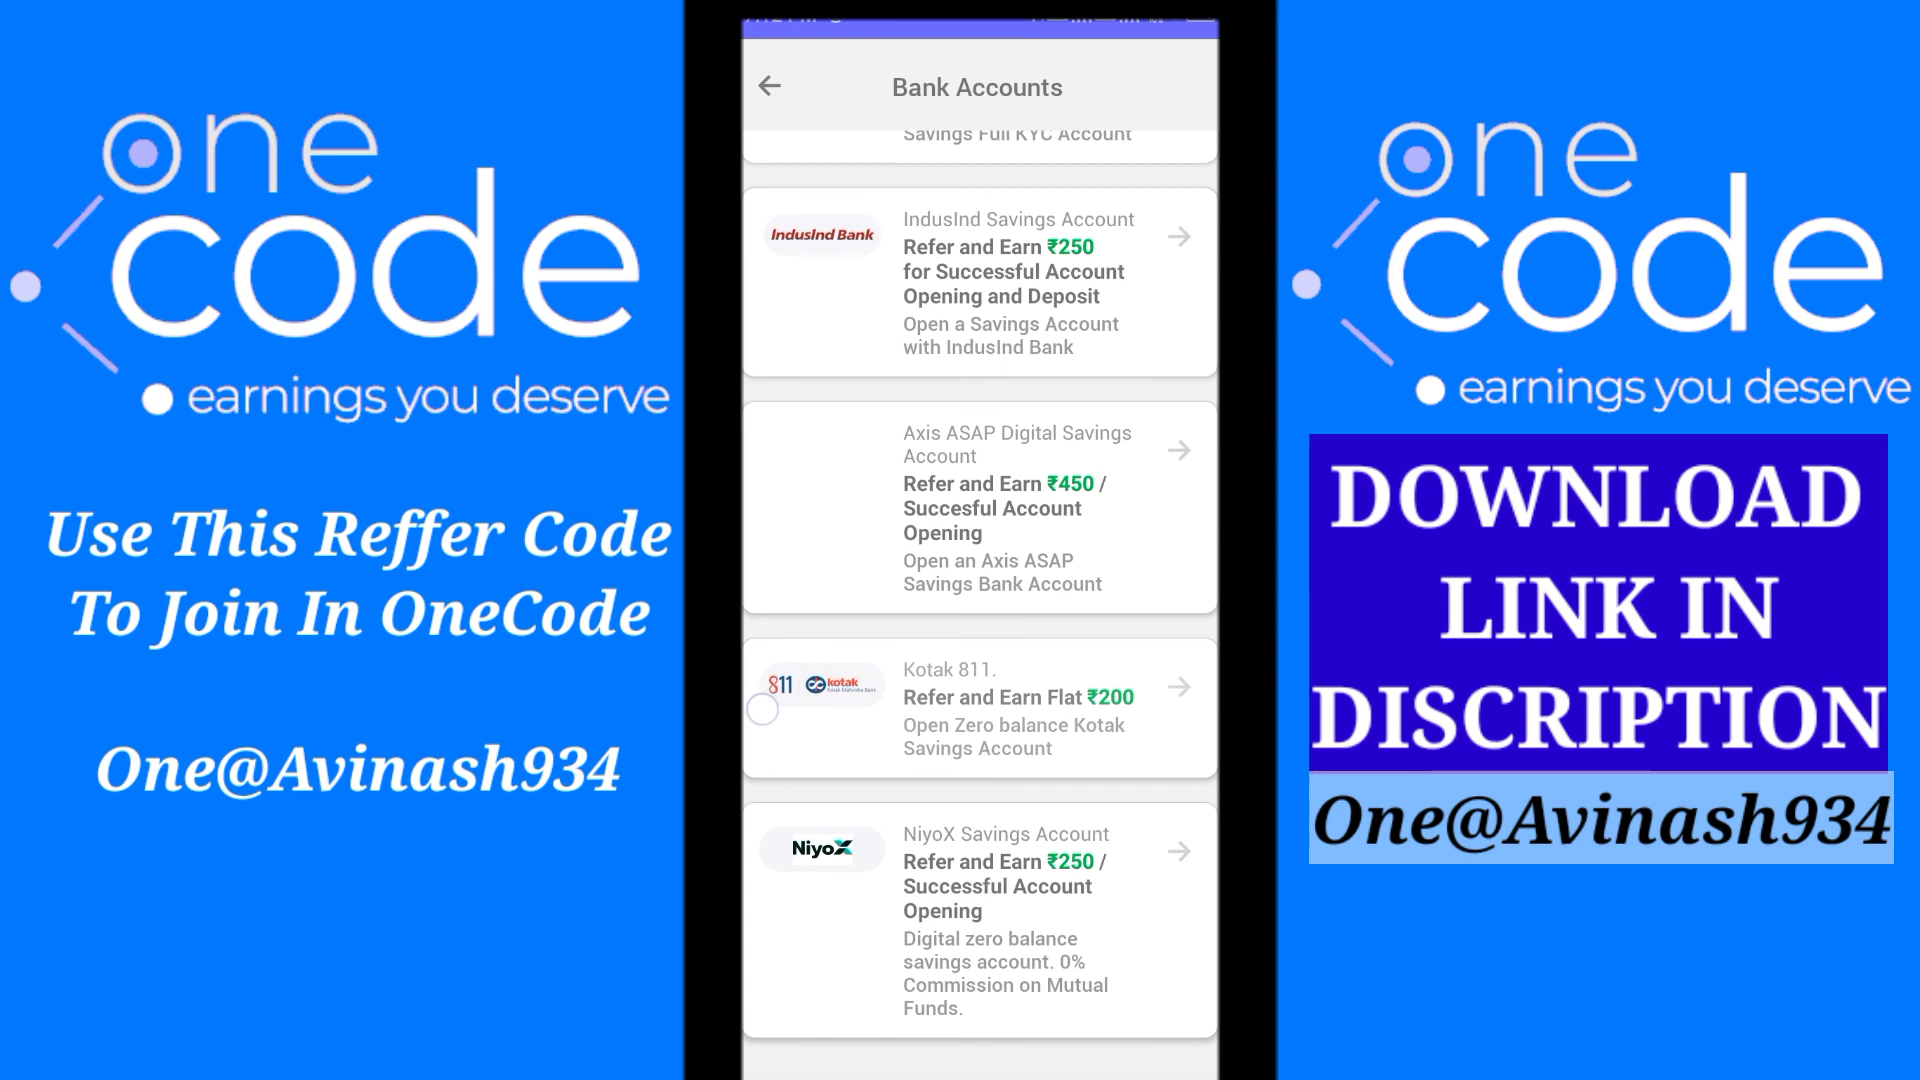 one
code
earnings you deserve
Use This Reffer Code
To Join In OneCode
One@Avinash934
Bank Accounts
Savings Full KYC Account
IndusInd Bank
IndusInd Savings Account
Refer and Earn ₹250
for Successful Account
Opening and Deposit
Open a Savings Account
with IndusInd Bank
Axis ASAP Digital Savings
Account
Refer and Earn ₹450 /
Succesful Account
Opening
Open an Axis ASAP
Savings Bank Account
811 kotak
Kotak Mahindra Bank
Kotak 811.
Refer and Earn Flat ₹200
Open Zero balance Kotak
Savings Account
NiyoX
NiyoX Savings Account
Refer and Earn ₹250 /
Successful Account
Opening
Digital zero balance
savings account. 0%
Commission on Mutual
Funds.
one
code
earnings you deserve
DOWNLOAD
LINK IN
DISCRIPTION
One@Avinash934